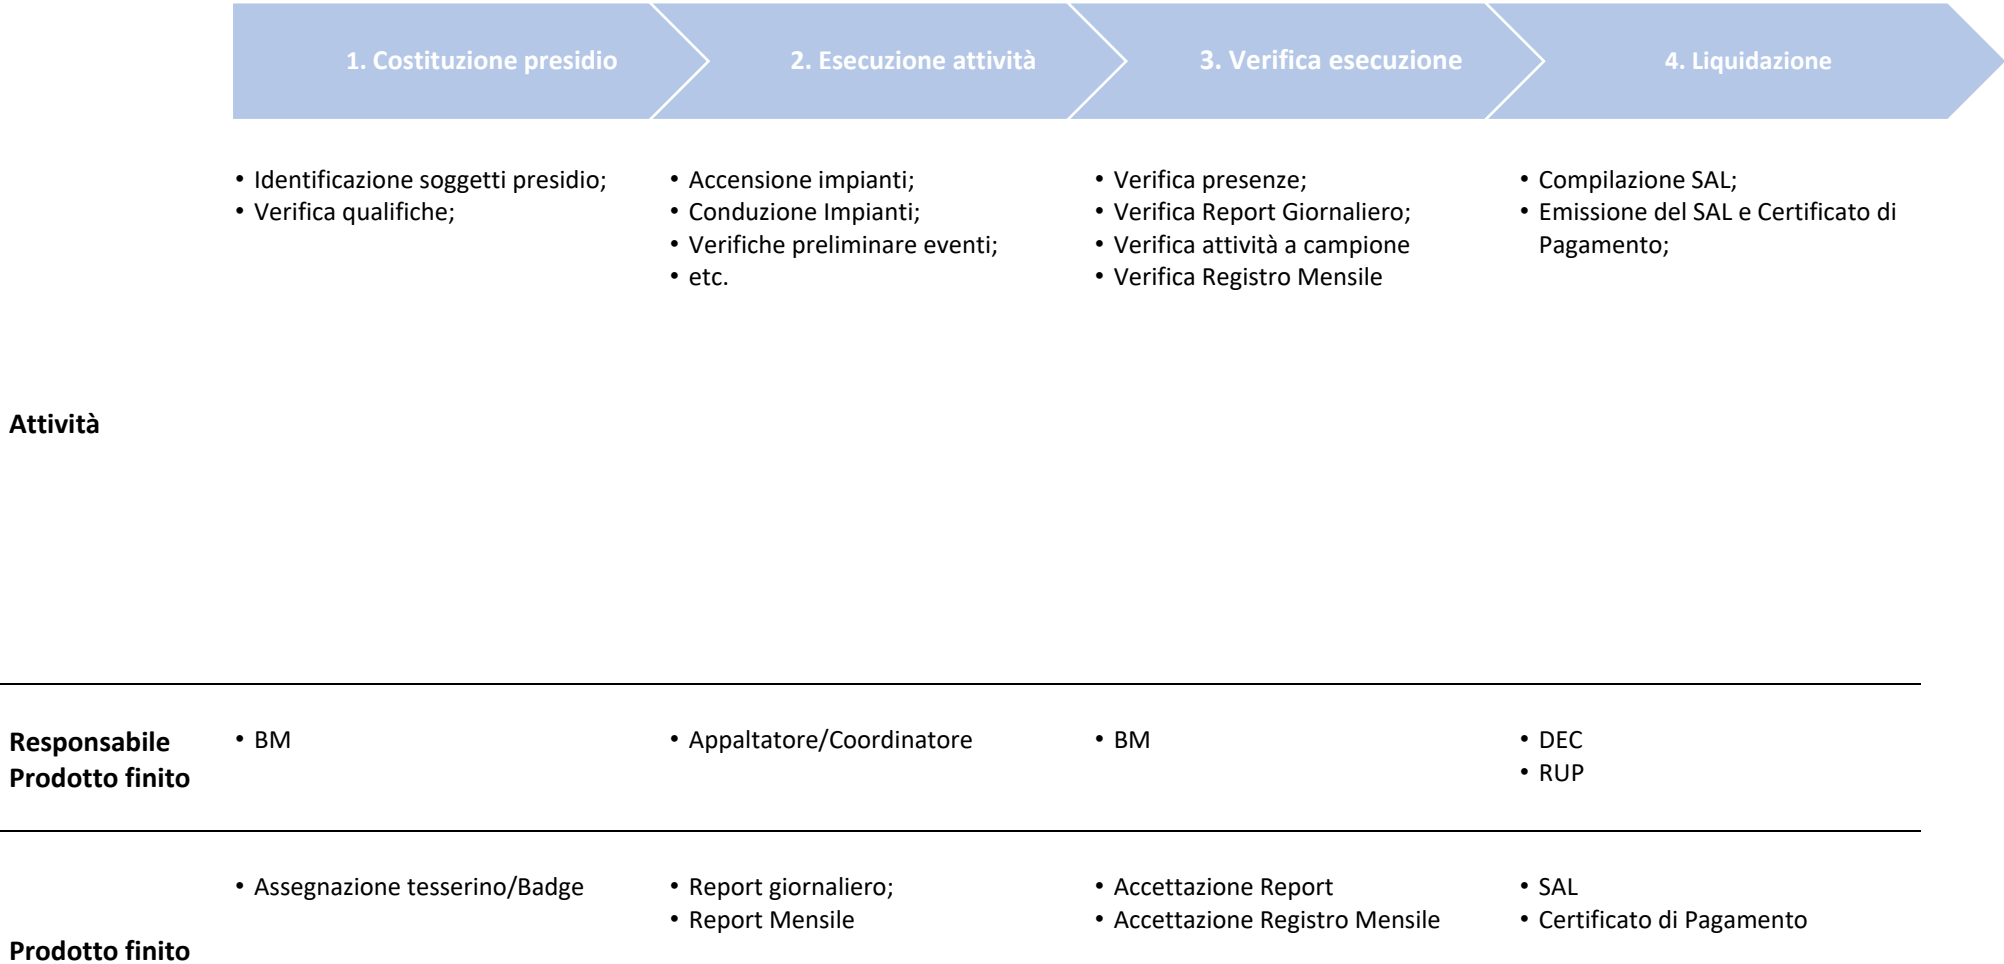 1. Costituzione presidio
2. Esecuzione attività
3. Verifica esecuzione
4. Liquidazione
Attività
• Identificazione soggetti presidio;
• Verifica qualifiche;
• Accensione impianti;
• Conduzione Impianti;
• Verifiche preliminare eventi;
• etc.
• Verifica presenze;
• Verifica Report Giornaliero;
• Verifica attività a campione
• Verifica Registro Mensile
• Compilazione SAL;
• Emissione del SAL e Certificato di
Pagamento;
Responsabile
Prodotto finito
• BM
• Appaltatore/Coordinatore
• BM
• DEC
• RUP
Prodotto finito
• Assegnazione tesserino/Badge
• Report giornaliero;
• Report Mensile
• Accettazione Report
• Accettazione Registro Mensile
• SAL
• Certificato di Pagamento